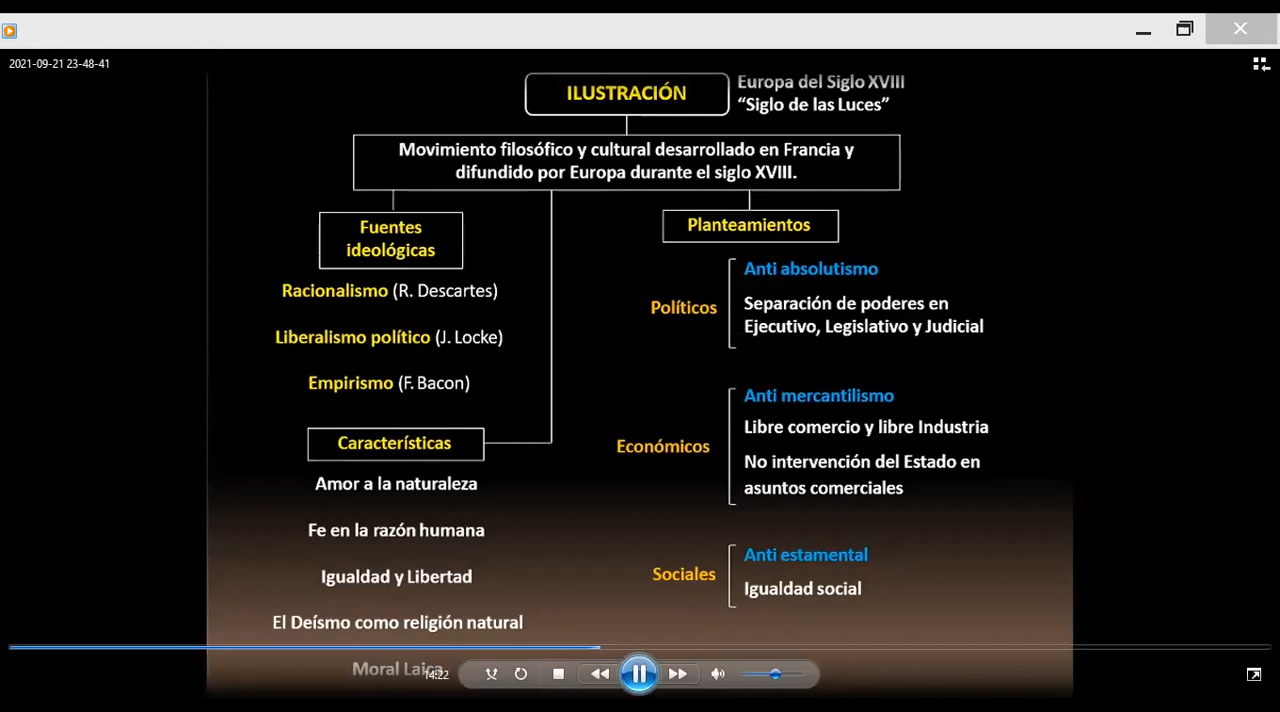 2021-09-21 23-48-41
ILUSTRACIÓN
Europa del Siglo XVIII
“Siglo de las Luces”
Movimiento filosófico y cultural desarrollado en Francia y
difundido por Europa durante el siglo XVIII.
Fuentes
ideológicas
Racionalismo (R. Descartes)
Liberalismo político (J. Locke)
Empirismo (F. Bacon)
Características
Amor a la naturaleza
Fe en la razón humana
Igualdad y Libertad
El Deísmo como religión natural
Moral Laica
Planteamientos
Políticos
Anti absolutismo
Separación de poderes en
Ejecutivo, Legislativo y Judicial
Económicos
Anti mercantilismo
Libre comercio y libre Industria
No intervención del Estado en
asuntos comerciales
Sociales
Anti estamental
Igualdad social
14:22